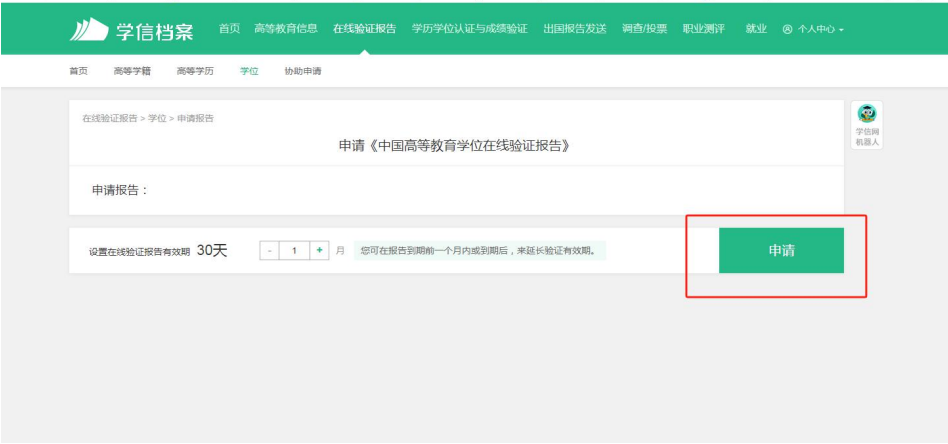 学信档案 首页 高等教育信息 在线验证报告 学历学位认证与成绩验证 出国报告发送 调查/投票 职业测评 就业 个人中心
首页 高等学籍 高等学历 学位 协助申请
在线验证报告 > 学位 > 申请报告
申请《中国高等教育学位在线验证报告》
学信网
机器人
申请报告：
设置在线验证报告有效期 30天 - 1 + 月 您可在报告到期前一个月内或到期后，来延长验证有效期。 申请